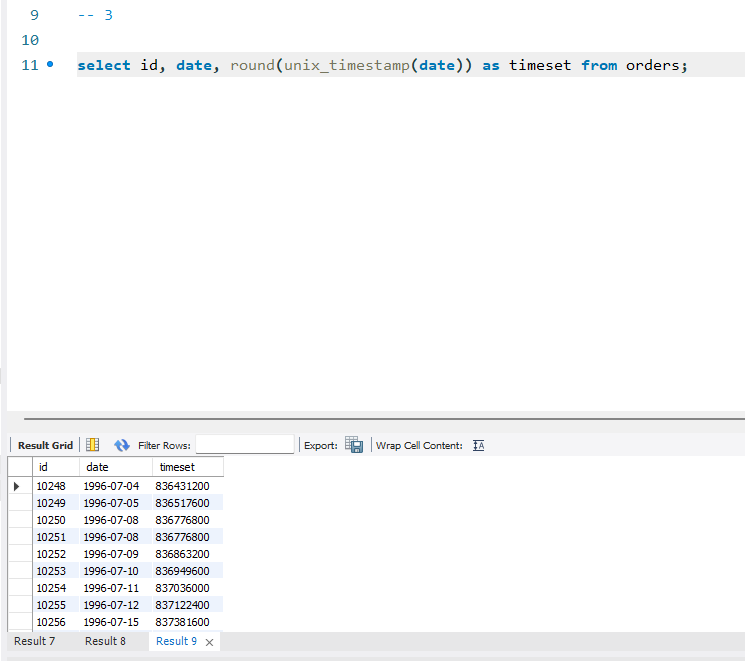 9 -- 3
10
11 select id, date, round(unix_timestamp(date)) as timeset from orders;
Result Grid Filter Rows: Export: Wrap Cell Content:
id date timeset
10248 1996-07-04 836431200
10249 1996-07-05 836517600
10250 1996-07-08 836776800
10251 1996-07-08 836776800
10252 1996-07-09 836863200
10253 1996-07-10 836949600
10254 1996-07-11 837036000
10255 1996-07-12 837122400
10256 1996-07-15 837381600
Result 7 Result 8 Result 9